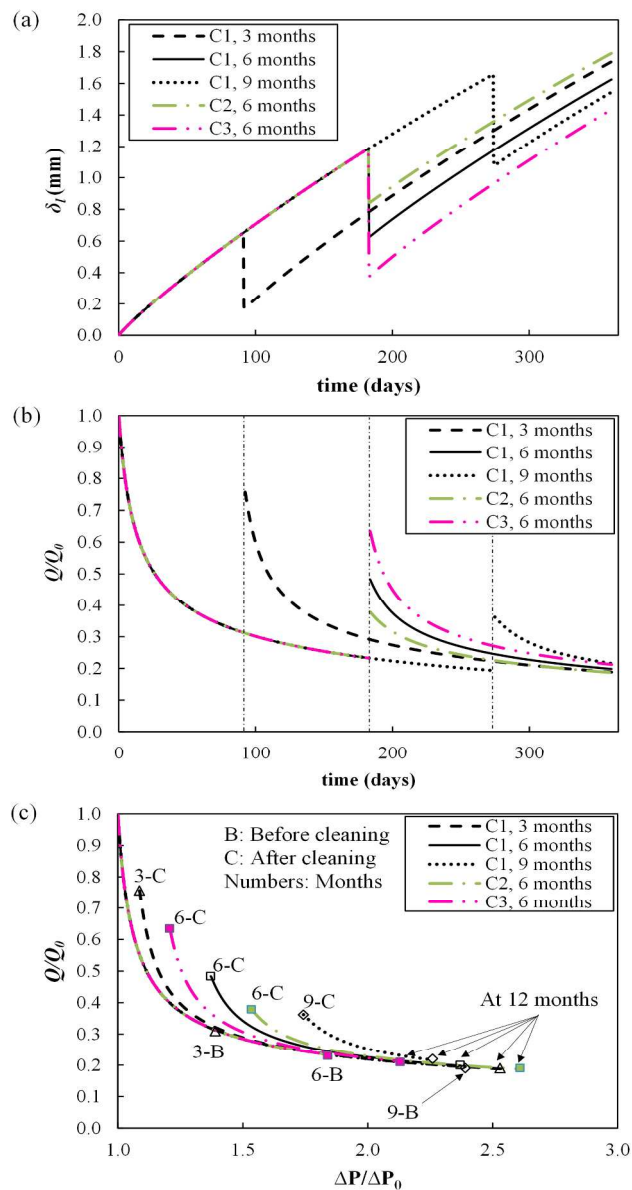 (a)
C1, 3 months
C1, 6 months
C1, 9 months
C2, 6 months
C3, 6 months
2.0
1.8
1.6
1.4
1.2
1.0
0.8
0.6
0.4
0.2
0.0
δl (mm)
0 100 200 300
time (days)
(b)
C1, 3 months
C1, 6 months
C1, 9 months
C2, 6 months
C3, 6 months
1.0
0.9
0.8
0.7
0.6
0.5
0.4
0.3
0.2
0.1
0.0
Q/Q0
0 100 200 300
time (days)
(c)
B: Before cleaning
C: After cleaning
Numbers: Months
C1, 3 months
C1, 6 months
C1, 9 months
C2, 6 months
C3, 6 months
1.0
0.9
0.8
0.7
0.6
0.5
0.4
0.3
0.2
0.1
0.0
Q/Q0
3-C
6-C
6-C
6-C
9-C
At 12 months
3-B
6-B
9-B
1.0 1.5 2.0 2.5 3.0
ΔP/ΔP0